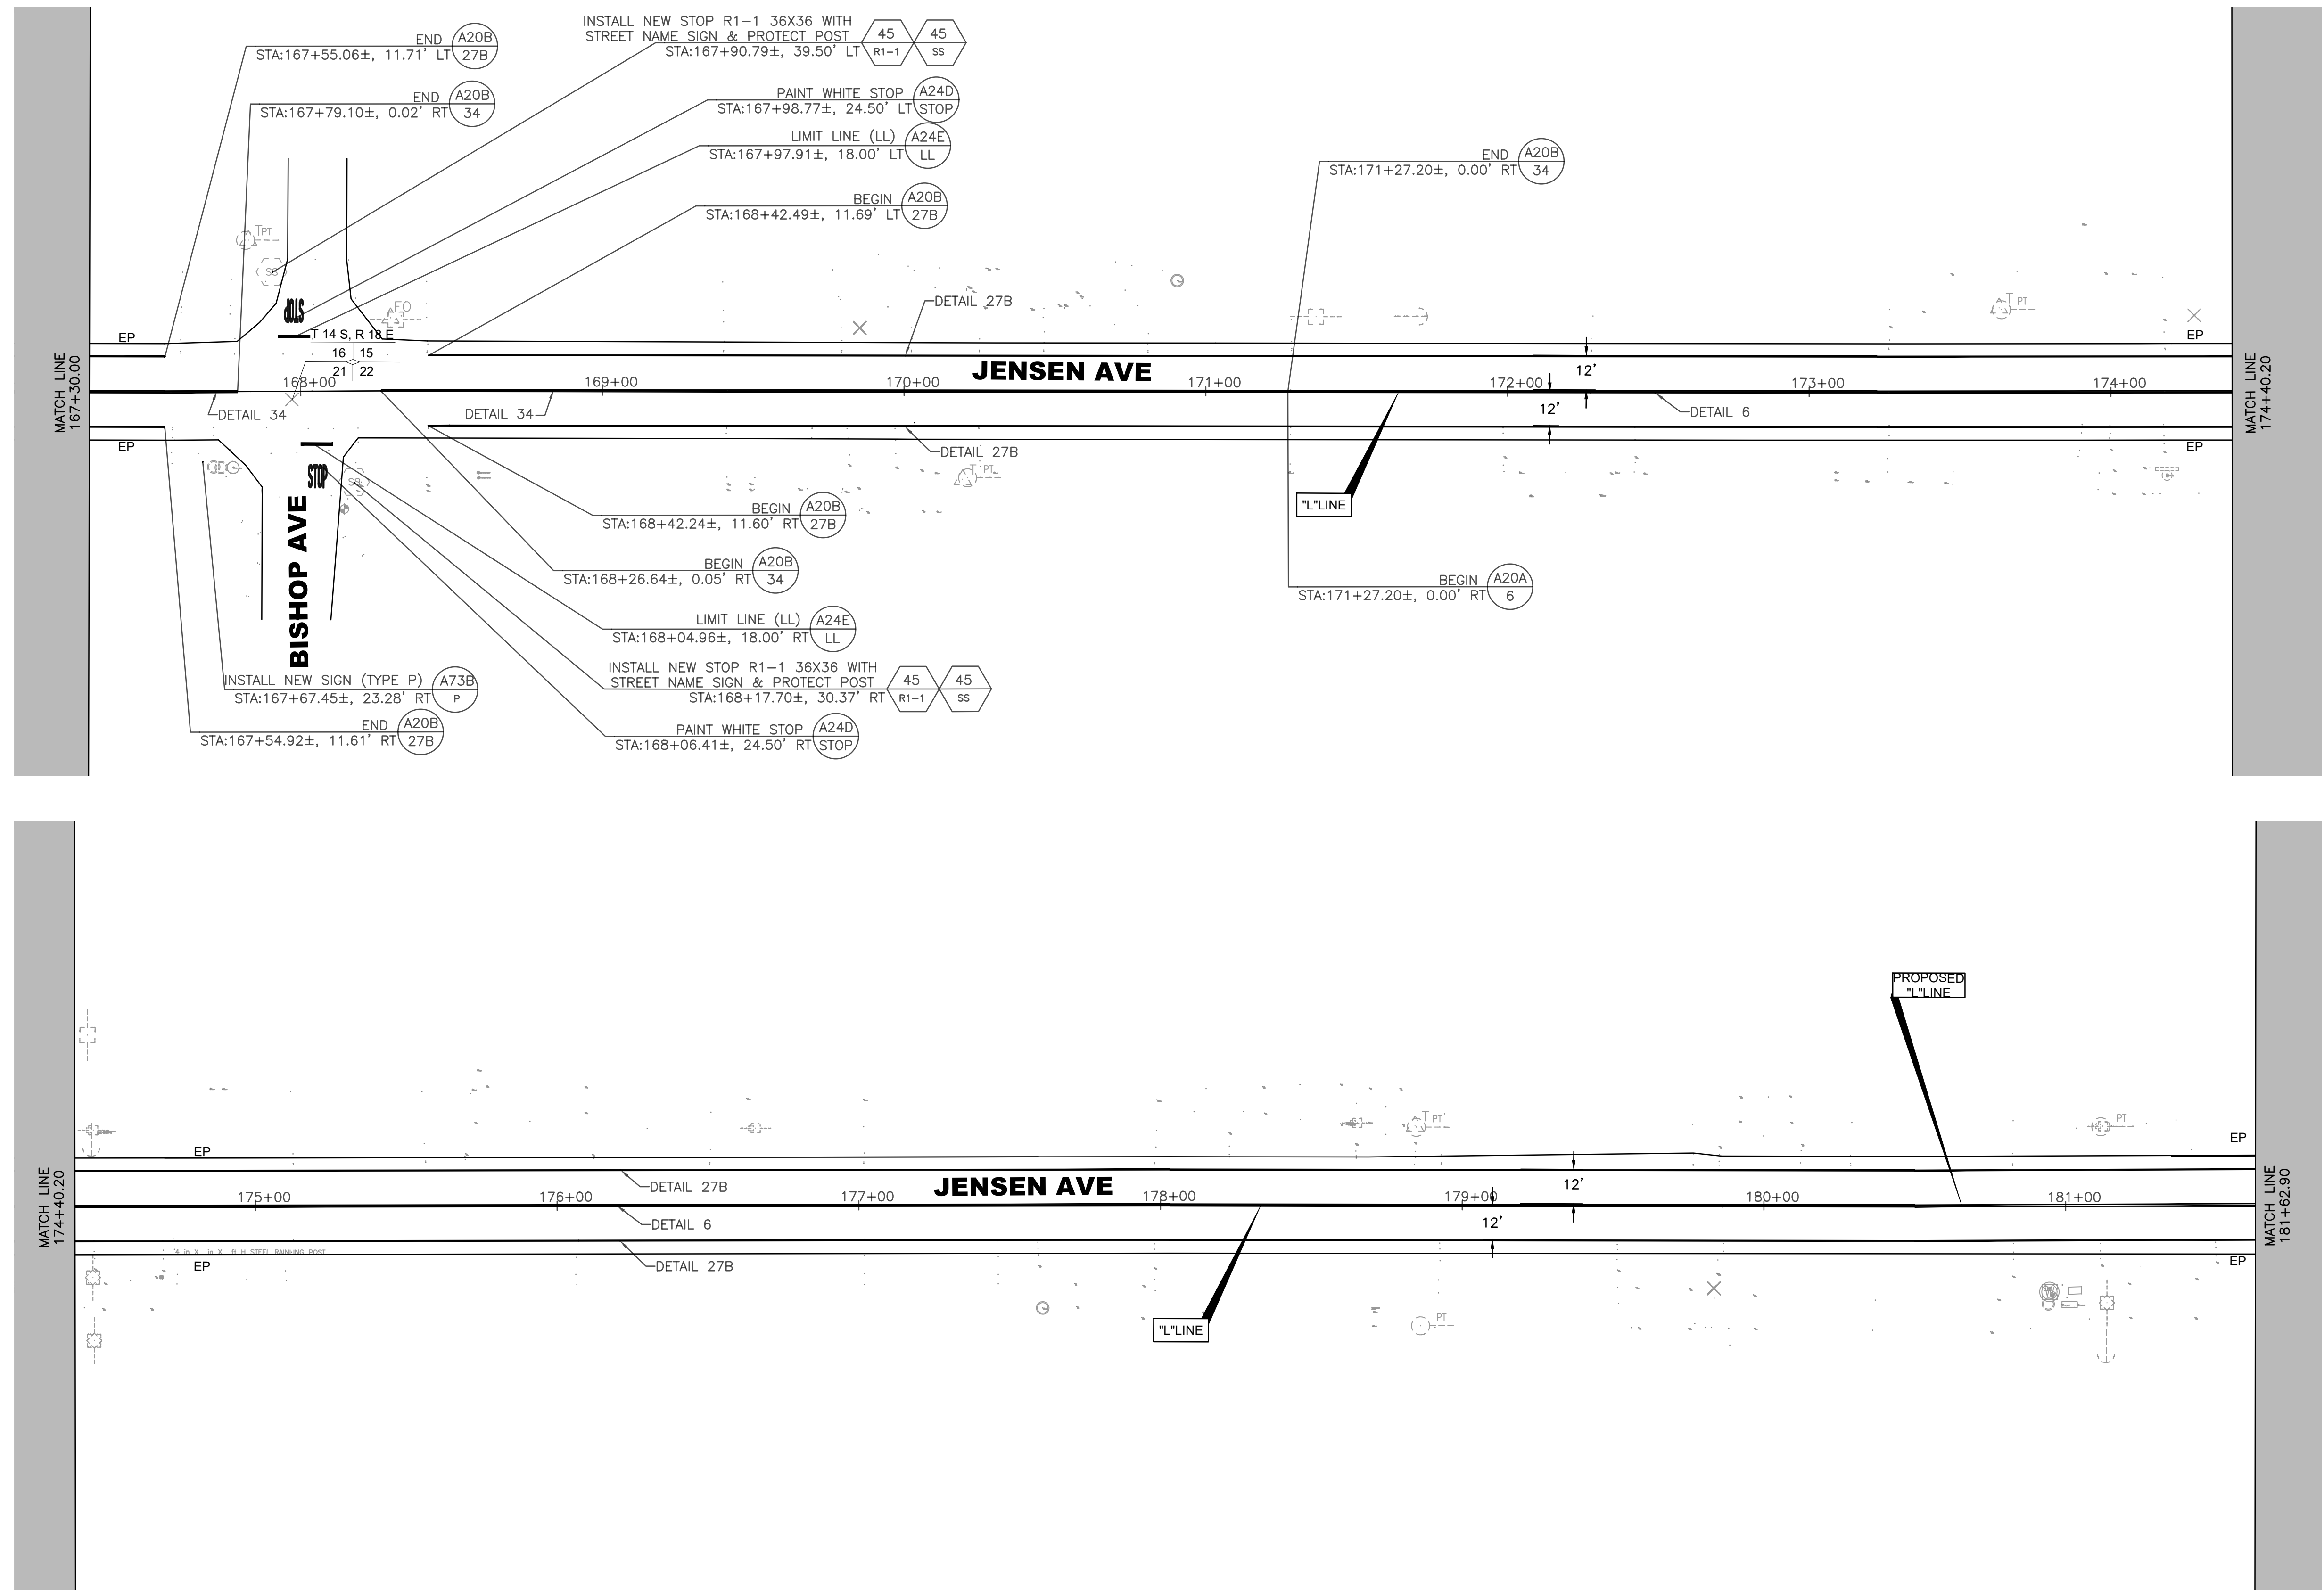 END A20B
STA:167+55.06±, 11.71' LT 27B
END A20B
STA:167+79.10±, 0.02' RT 34
INSTALL NEW STOP R1-1 36X36 WITH
STREET NAME SIGN & PROTECT POST 45 45
STA:167+90.79±, 39.50' LT R1-1 SS
PAINT WHITE STOP A24D
STA:167+98.77±, 24.50' LT STOP
LIMIT LINE (LL) A24E
STA:167+97.91±, 18.00' LT LL
BEGIN A20B
STA:168+42.49±, 11.69' LT 27B
END A20B
STA:171+27.20±, 0.00' RT 34
TPT
SS
STOP
FO
T PT
DETAIL 27B
T 14 S, R 18 E
16 15
21 22
EP
EP
MATCH LINE
167+30.00
JENSEN AVE
12'
168+00
169+00
170+00
171+00
172+00
173+00
174+00
MATCH LINE
174+40.20
DETAIL 34
DETAIL 34
12'
DETAIL 6
EP
EP
DETAIL 27B
STOP
SS
T PT
"L"LINE
BISHOP AVE
BEGIN A20B
STA:168+42.24±, 11.60' RT 27B
BEGIN A20B
STA:168+26.64±, 0.05' RT 34
BEGIN A20A
STA:171+27.20±, 0.00' RT 6
LIMIT LINE (LL) A24E
STA:168+04.96±, 18.00' RT LL
INSTALL NEW STOP R1-1 36X36 WITH
STREET NAME SIGN & PROTECT POST 45 45
STA:168+17.70±, 30.37' RT R1-1 SS
INSTALL NEW SIGN (TYPE P) A73B
STA:167+67.45±, 23.28' RT P
END A20B
STA:167+54.92±, 11.61' RT 27B
PAINT WHITE STOP A24D
STA:168+06.41±, 24.50' RT STOP
PROPOSED
"L"LINE
T PT
PT
EP
EP
MATCH LINE
174+40.20
DETAIL 27B
JENSEN AVE
12'
175+00
176+00
177+00
178+00
179+00
180+00
181+00
MATCH LINE
181+62.90
DETAIL 6
12'
EP
EP
DETAIL 27B
PT
"L"LINE